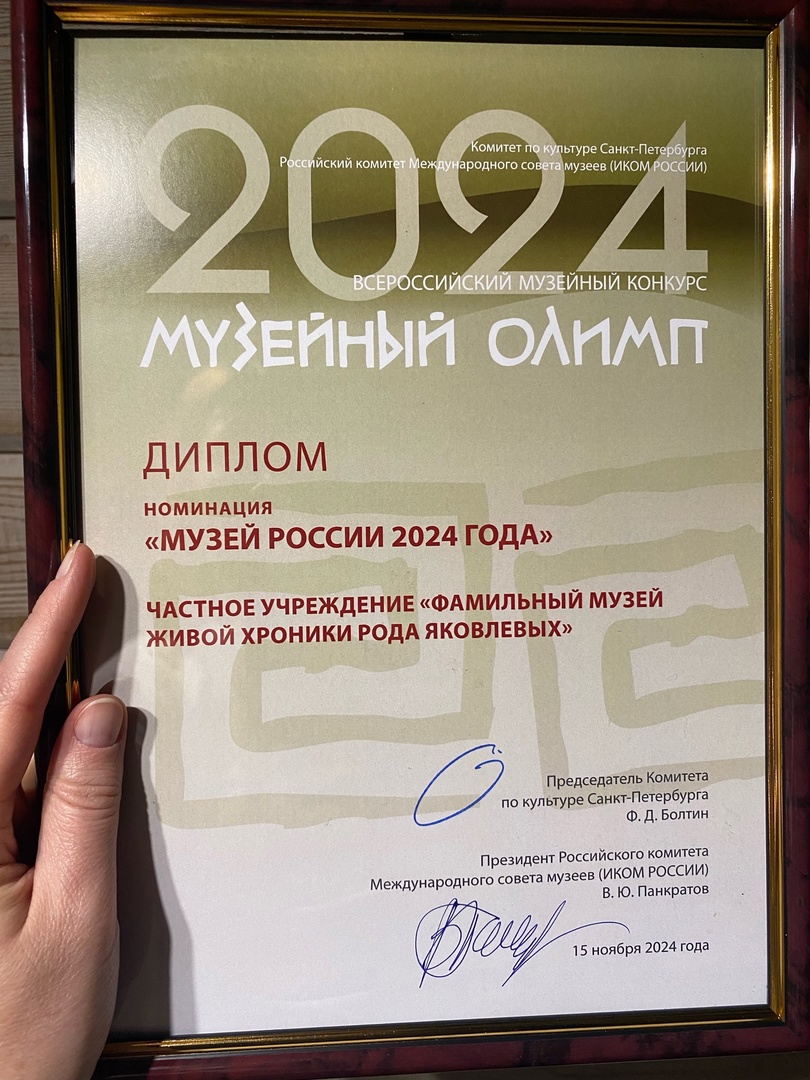 2024
Комитет по культуре Санкт-Петербурга
Российский комитет Международного совета музеев (ИКОМ РОССИИ)
ВСЕРОССИЙСКИЙ МУЗЕЙНЫЙ КОНКУРС
МУЗЕЙНЫЙ ОЛИМП
ДИПЛОМ
НОМИНАЦИЯ
«МУЗЕЙ РОССИИ 2024 ГОДА»
ЧАСТНОЕ УЧРЕЖДЕНИЕ «ФАМИЛЬНЫЙ МУЗЕЙ
ЖИВОЙ ХРОНИКИ РОДА ЯКОВЛЕВЫХ»
Председатель Комитета
по культуре Санкт-Петербурга
Ф. Д. Болтин
Президент Российского комитета
Международного совета музеев (ИКОМ РОССИИ)
В. Ю. Панкратов
15 ноября 2024 года